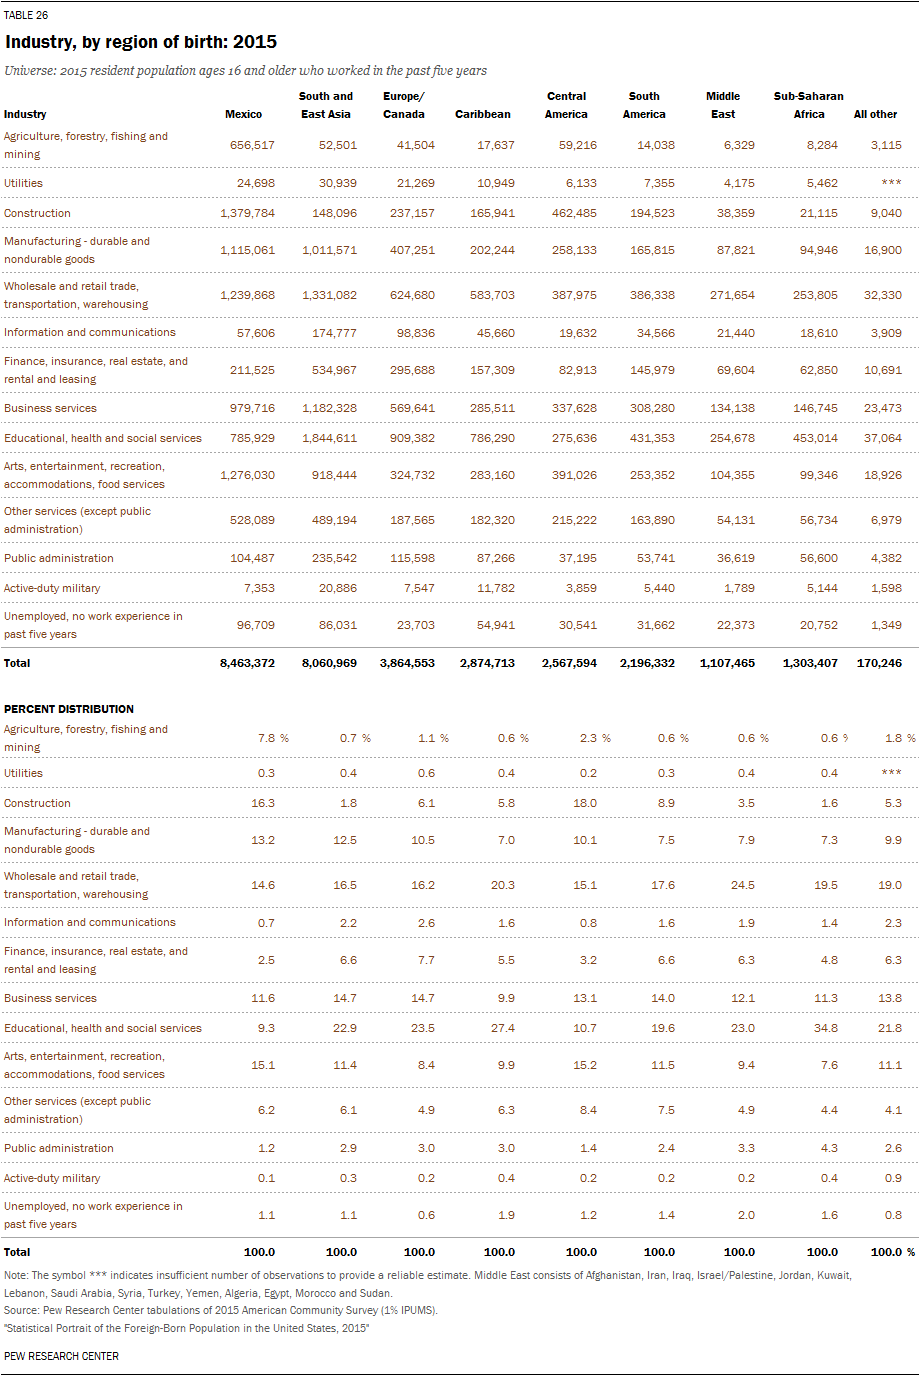 TABLE 26
Industry, by region of birth: 2015
Universe: 2015 resident population ages 16 and older who worked in the past five years
South and Europe/ Central South Middle Sub-Saharan
Industry Mexico East Asia Canada Caribbean America America East Africa All other
Agriculture, forestry, fishing and
mining 656,517 52,501 41,504 17,637 59,216 14,038 6,329 8,284 3,115
Utilities 24,698 30,939 21,269 10,949 6,133 7,355 4,175 5,462 ***
Construction 1,379,784 148,096 237,157 165,941 462,485 194,523 38,359 21,115 9,040
Manufacturing - durable and
nondurable goods 1,115,061 1,011,571 407,251 202,244 258,133 165,815 87,821 94,946 16,900
Wholesale and retail trade,
transportation, warehousing 1,239,868 1,331,082 624,680 583,703 387,975 386,338 271,654 253,805 32,330
Information and communications 57,606 174,777 98,836 45,660 19,632 34,566 21,440 18,610 3,909
Finance, insurance, real estate, and
rental and leasing 211,525 534,967 295,688 157,309 82,913 145,979 69,604 62,850 10,691
Business services 979,716 1,182,328 569,641 285,511 337,628 308,280 134,138 146,745 23,473
Educational, health and social services 785,929 1,844,611 909,382 786,290 275,636 431,353 254,678 453,014 37,064
Arts, entertainment, recreation,
accommodations, food services 1,276,030 918,444 324,732 283,160 391,026 253,352 104,355 99,346 18,926
Other services (except public
administration) 528,089 489,194 187,565 182,320 215,222 163,890 54,131 56,734 6,979
Public administration 104,487 235,542 115,598 87,266 37,195 53,741 36,619 56,600 4,382
Active-duty military 7,353 20,886 7,547 11,782 3,859 5,440 1,789 5,144 1,598
Unemployed, no work experience in
past five years 96,709 86,031 23,703 54,941 30,541 31,662 22,373 20,752 1,349
Total 8,463,372 8,060,969 3,864,553 2,874,713 2,567,594 2,196,332 1,107,465 1,303,407 170,246
PERCENT DISTRIBUTION
Agriculture, forestry, fishing and
mining 7.8 % 0.7 % 1.1 % 0.6 % 2.3 % 0.6 % 0.6 % 0.6 % 1.8 %
Utilities 0.3 0.4 0.6 0.4 0.2 0.3 0.4 0.4 ***
Construction 16.3 1.8 6.1 5.8 18.0 8.9 3.5 1.6 5.3
Manufacturing - durable and
nondurable goods 13.2 12.5 10.5 7.0 10.1 7.5 7.9 7.3 9.9
Wholesale and retail trade,
transportation, warehousing 14.6 16.5 16.2 20.3 15.1 17.6 24.5 19.5 19.0
Information and communications 0.7 2.2 2.6 1.6 0.8 1.6 1.9 1.4 2.3
Finance, insurance, real estate, and
rental and leasing 2.5 6.6 7.7 5.5 3.2 6.6 6.3 4.8 6.3
Business services 11.6 14.7 14.7 9.9 13.1 14.0 12.1 11.3 13.8
Educational, health and social services 9.3 22.9 23.5 27.4 10.7 19.6 23.0 34.8 21.8
Arts, entertainment, recreation,
accommodations, food services 15.1 11.4 8.4 9.9 15.2 11.5 9.4 7.6 11.1
Other services (except public
administration) 6.2 6.1 4.9 6.3 8.4 7.5 4.9 4.4 4.1
Public administration 1.2 2.9 3.0 3.0 1.4 2.4 3.3 4.3 2.6
Active-duty military 0.1 0.3 0.2 0.4 0.2 0.2 0.2 0.4 0.9
Unemployed, no work experience in
past five years 1.1 1.1 0.6 1.9 1.2 1.4 2.0 1.6 0.8
Total 100.0 100.0 100.0 100.0 100.0 100.0 100.0 100.0 100.0 %
Note: The symbol *** indicates insufficient number of observations to provide a reliable estimate. Middle East consists of Afghanistan, Iran, Iraq, Israel/Palestine, Jordan, Kuwait,
Lebanon, Saudi Arabia, Syria, Turkey, Yemen, Algeria, Egypt, Morocco and Sudan.
Source: Pew Research Center tabulations of 2015 American Community Survey (1% IPUMS).
"Statistical Portrait of the Foreign-Born Population in the United States, 2015"
PEW RESEARCH CENTER